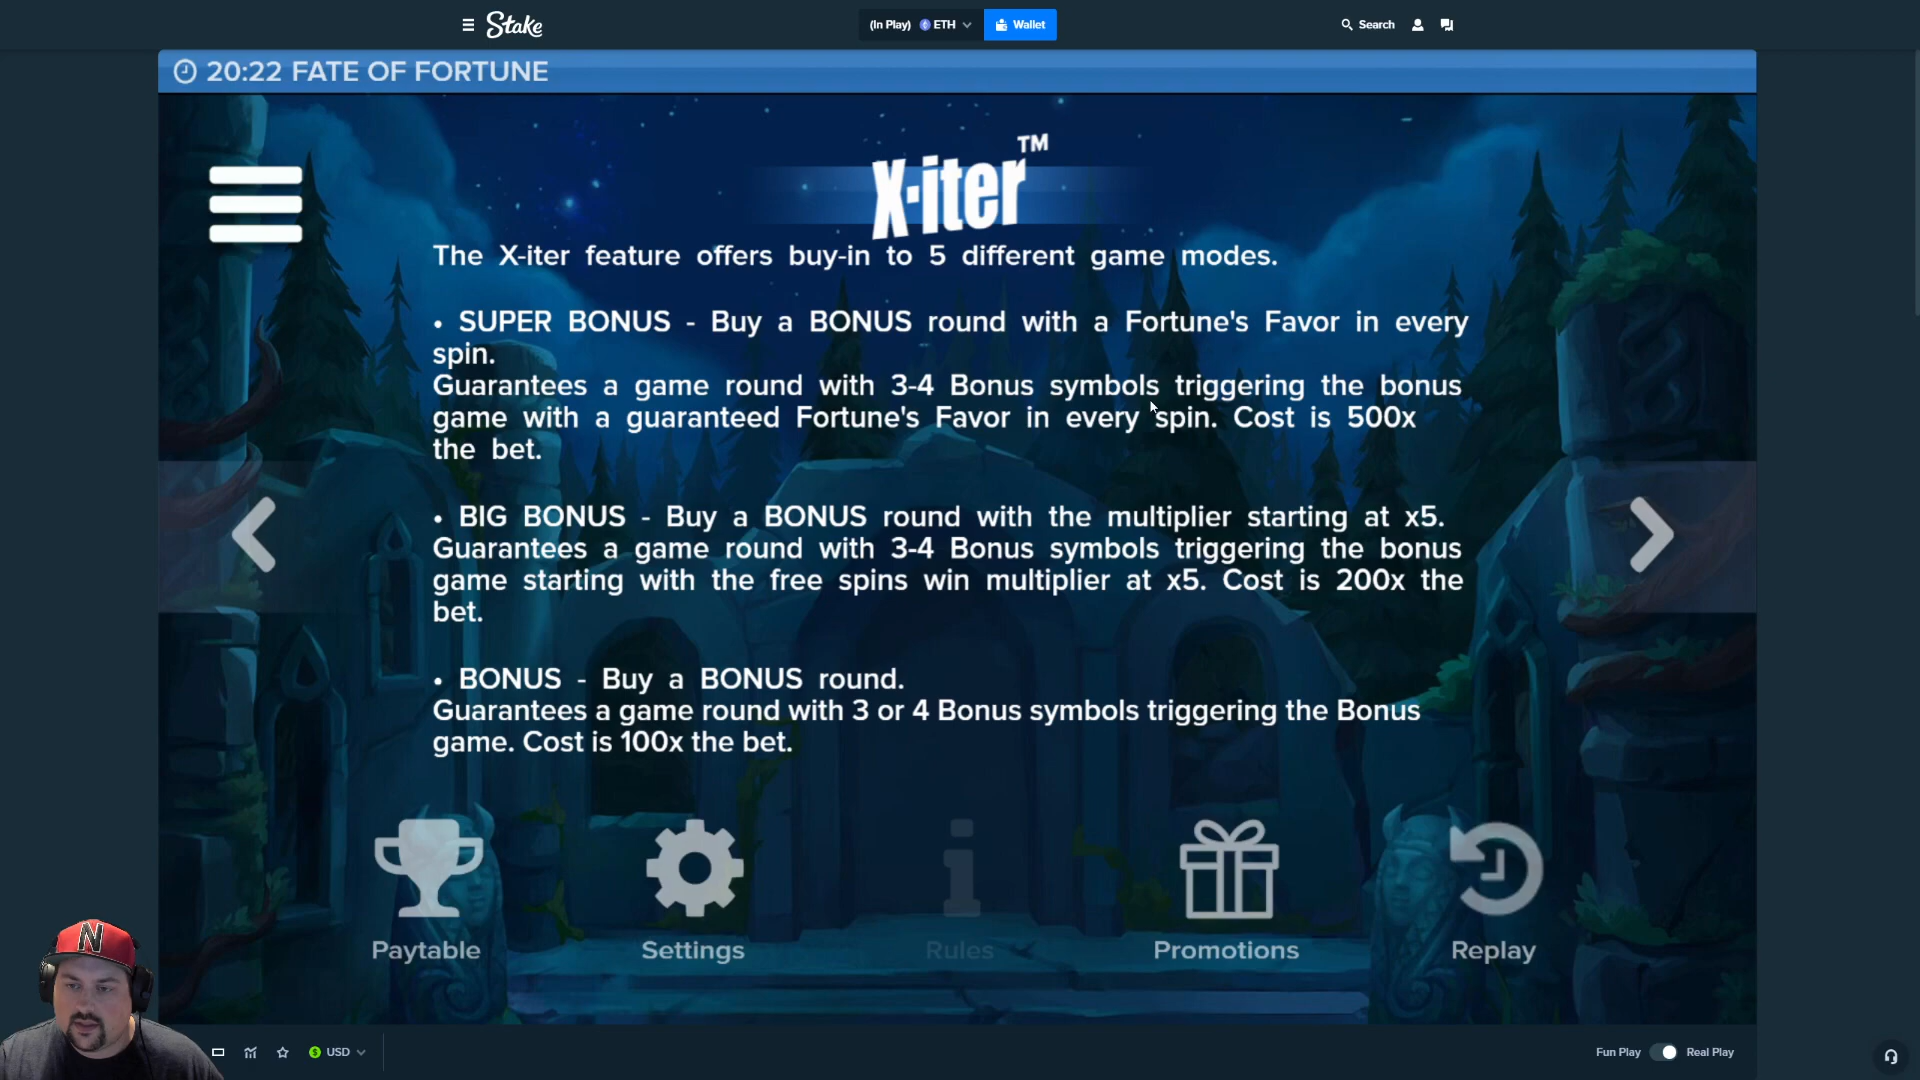 Stake
(In Play) ETH
Wallet
Search
20:22 FATE OF FORTUNE
X-iter™
The X-iter feature offers buy-in to 5 different game modes.
• SUPER BONUS - Buy a BONUS round with a Fortune's Favor in every
spin.
Guarantees a game round with 3-4 Bonus symbols triggering the bonus
game with a guaranteed Fortune's Favor in every spin. Cost is 500x
the bet.
• BIG BONUS - Buy a BONUS round with the multiplier starting at x5.
Guarantees a game round with 3-4 Bonus symbols triggering the bonus
game starting with the free spins win multiplier at x5. Cost is 200x the
bet.
• BONUS - Buy a BONUS round.
Guarantees a game round with 3 or 4 Bonus symbols triggering the Bonus
game. Cost is 100x the bet.
Paytable
Settings
Rules
Promotions
Replay
N
USD
Fun Play
Real Play